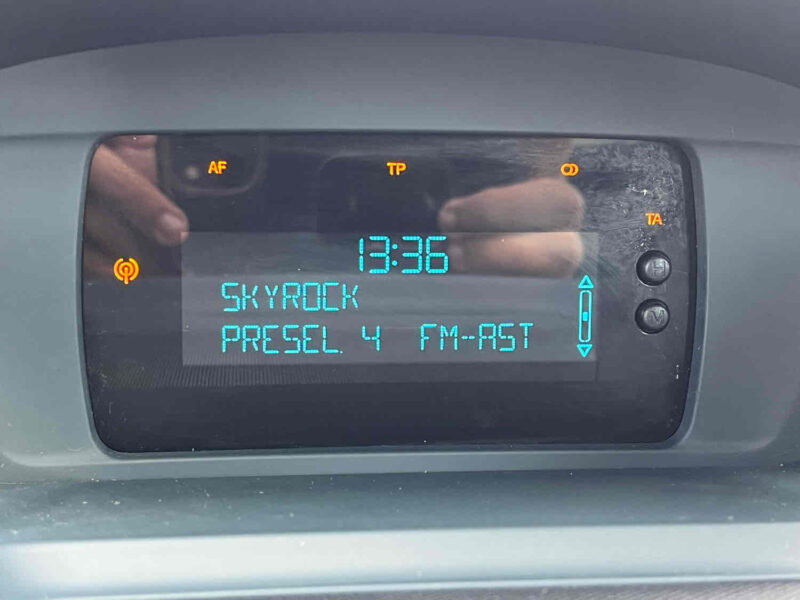 AF TP TA
13:36
H
SKYROCK
M
PRESEL. 4 FM-AST